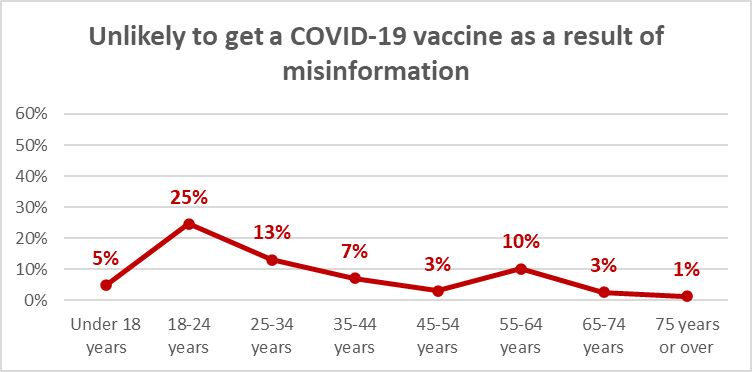 Unlikely to get a COVID-19 vaccine as a result of
misinformation
60%
50%
40%
30%
20%
10%
0%
5%
25%
13%
7%
3%
10%
3%
1%
Under 18
years
18-24
years
25-34
years
35-44
years
45-54
years
55-64
years
65-74
years
75 years
or over